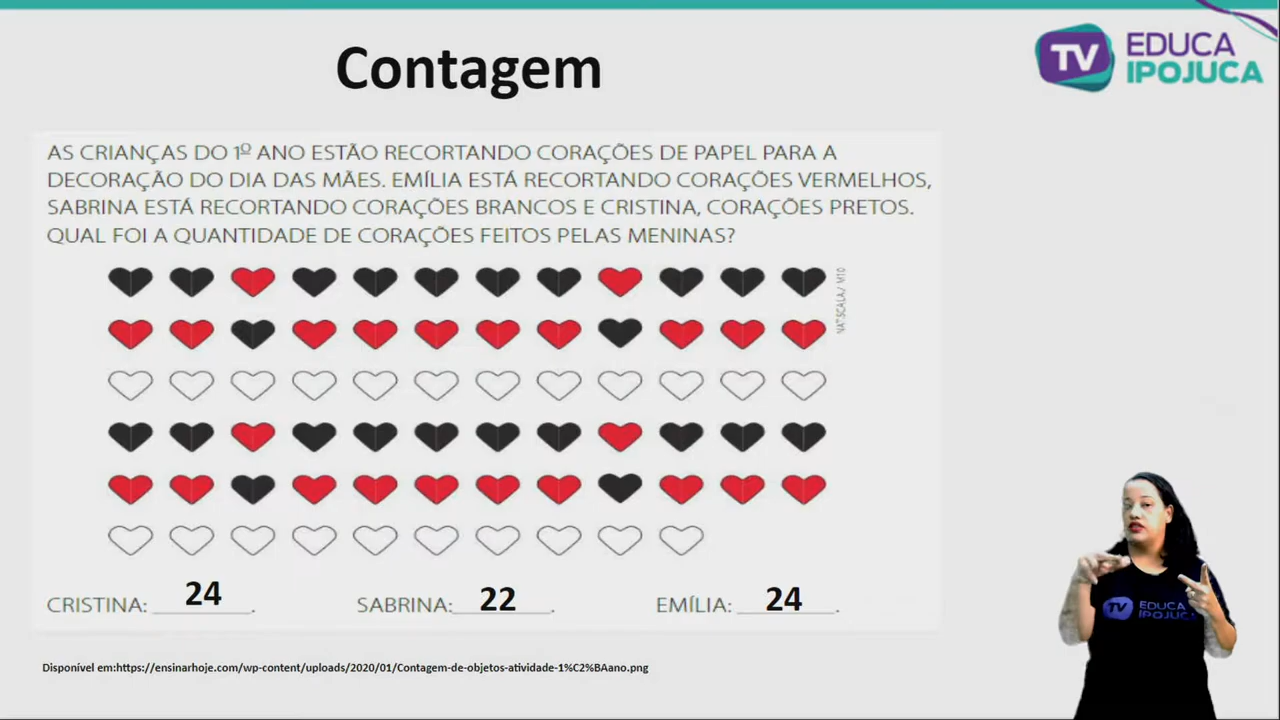 Contagem
TV EDUCA
IPOJUCA
AS CRIANÇAS DO 1º ANO ESTÃO RECORTANDO CORAÇÕES DE PAPEL PARA A
DECORAÇÃO DO DIA DAS MÃES. EMÍLIA ESTÁ RECORTANDO CORAÇÕES VERMELHOS,
SABRINA ESTÁ RECORTANDO CORAÇÕES BRANCOS E CRISTINA, CORAÇÕES PRETOS.
QUAL FOI A QUANTIDADE DE CORAÇÕES FEITOS PELAS MENINAS?
CRISTINA: 24. SABRINA: 22. EMÍLIA: 24.
TV EDUCA
IPOJUCA
Disponível em:https://ensinarhoje.com/wp-content/uploads/2020/01/Contagem-de-objetos-atividade-1%C2%BAano.png